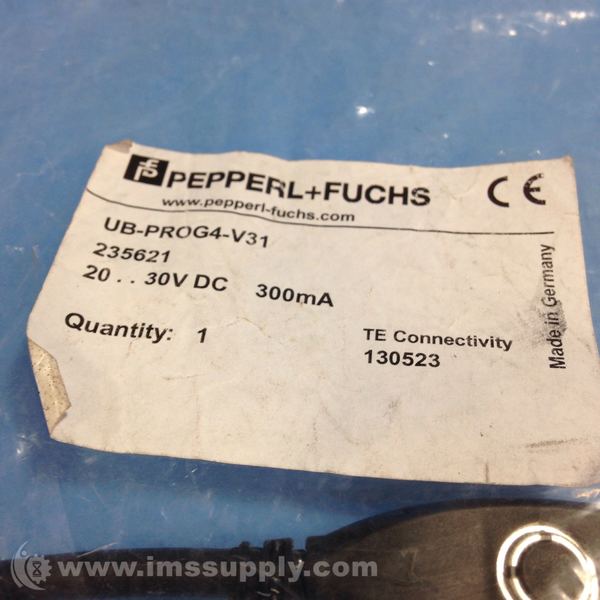 PEPPERL+FUCHS CE
www.pepperl-fuchs.com
UB-PROG4-V31
235621
20 . . 30V DC 300mA
Quantity: 1
TE Connectivity
130523
Made in Germany
www.imssupply.com